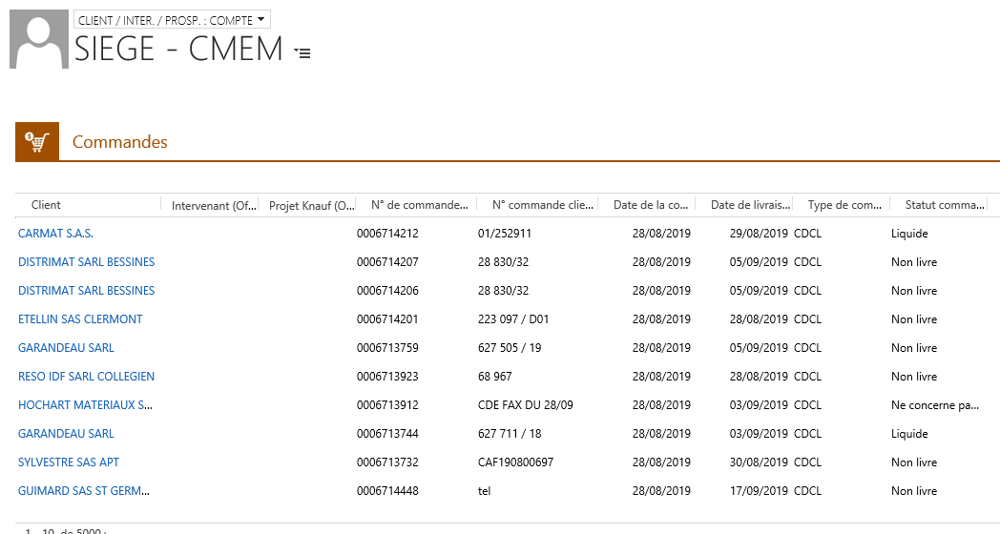 CLIENT / INTER. / PROSP. : COMPTE
SIEGE - CMEM
Commandes
Client Intervenant (Of... Projet Knauf (O... N° de commande... N° commande clie... Date de la co... Date de livrais... Type de com... Statut comma...
CARMAT S.A.S. 0006714212 01/252911 28/08/2019 29/08/2019 CDCL Liquide
DISTRIMAT SARL BESSINES 0006714207 28 830/32 28/08/2019 05/09/2019 CDCL Non livre
DISTRIMAT SARL BESSINES 0006714206 28 830/32 28/08/2019 05/09/2019 CDCL Non livre
ETELLIN SAS CLERMONT 0006714201 223 097 / D01 28/08/2019 28/08/2019 CDCL Non livre
GARANDEAU SARL 0006713759 627 505 / 19 28/08/2019 05/09/2019 CDCL Non livre
RESO IDF SARL COLLEGIEN 0006713923 68 967 28/08/2019 28/08/2019 CDCL Non livre
HOCHART MATERIAUX S... 0006713912 CDE FAX DU 28/09 28/08/2019 03/09/2019 CDCL Ne concerne pa...
GARANDEAU SARL 0006713744 627 711 / 18 28/08/2019 03/09/2019 CDCL Liquide
SYLVESTRE SAS APT 0006713732 CAF190800697 28/08/2019 30/08/2019 CDCL Non livre
GUIMARD SAS ST GERM... 0006714448 tel 28/08/2019 17/09/2019 CDCL Non livre
1 - 10 de 5000+